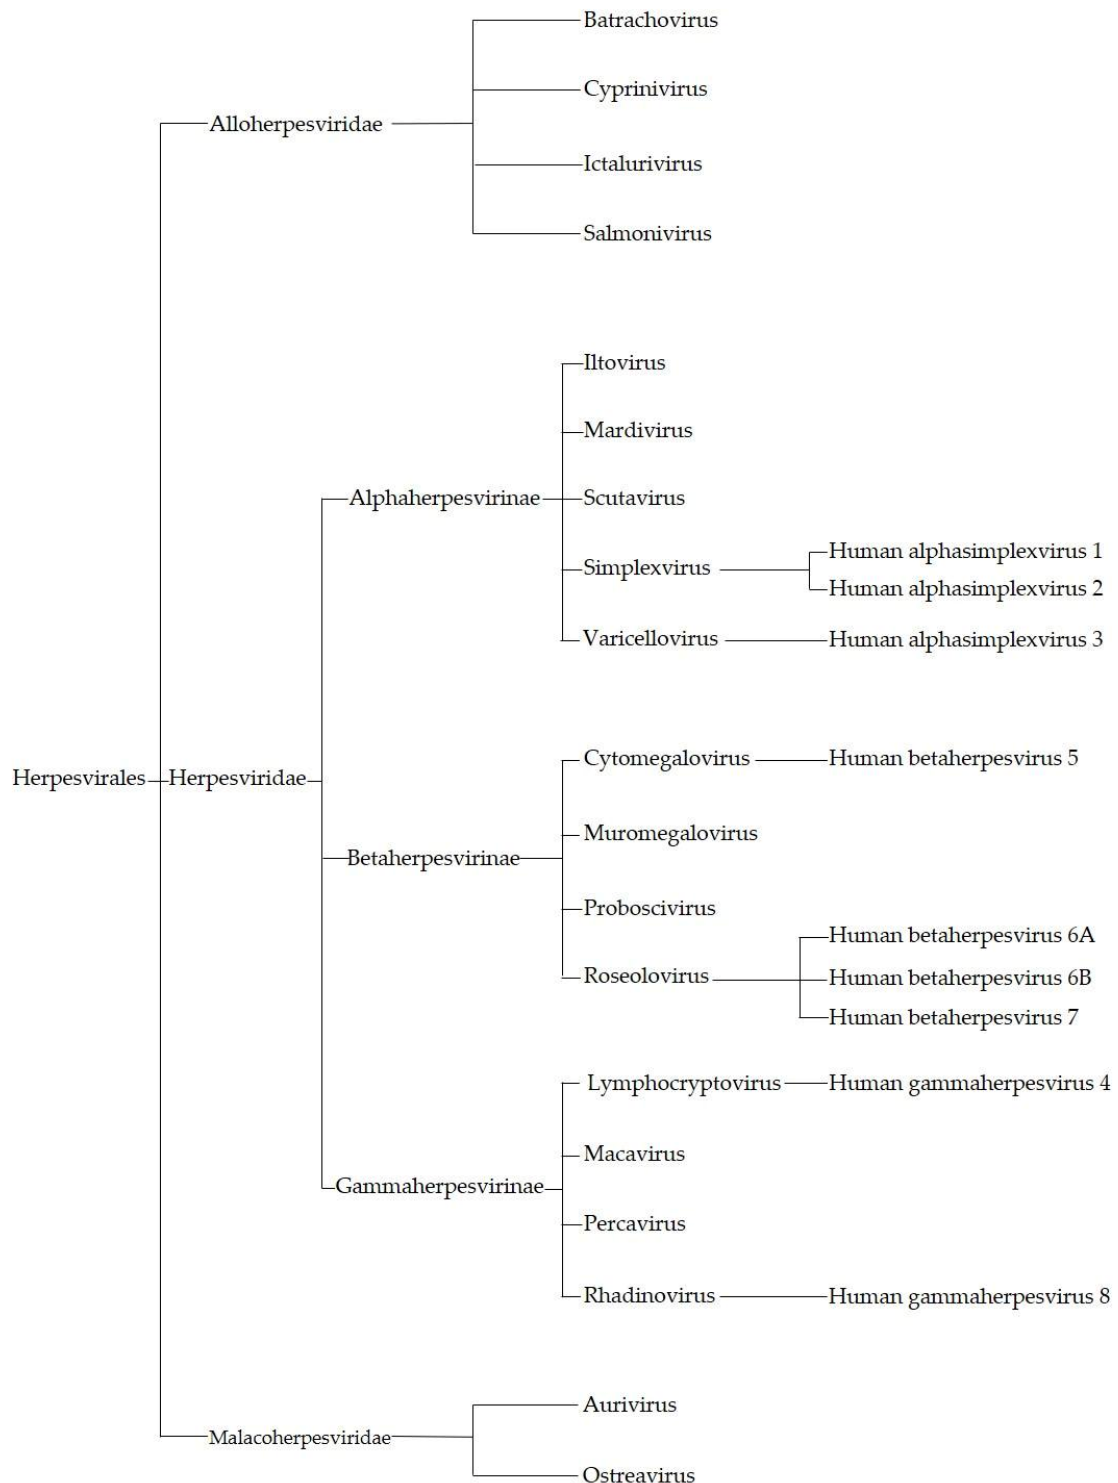 Batrachovirus
Cyprinivirus
Alloherpesviridae
Ictalurivirus
Salmonivirus
Iltovirus
Mardivirus
Alphaherpesvirinae
Scutavirus
Human alphasimplexvirus 1
Simplexvirus
Human alphasimplexvirus 2
Varicellovirus
Human alphasimplexvirus 3
Cytomegalovirus
Human betaherpesvirus 5
Herpesvirales
Herpesviridae
Muromegalovirus
Betaherpesvirinae
Proboscivirus
Human betaherpesvirus 6A
Roseolovirus
Human betaherpesvirus 6B
Human betaherpesvirus 7
Lymphocryptovirus
Human gammaherpesvirus 4
Macavirus
Gammaherpesvirinae
Percavirus
Rhadinovirus
Human gammaherpesvirus 8
Aurivirus
Malacoherpesviridae
Ostreavirus